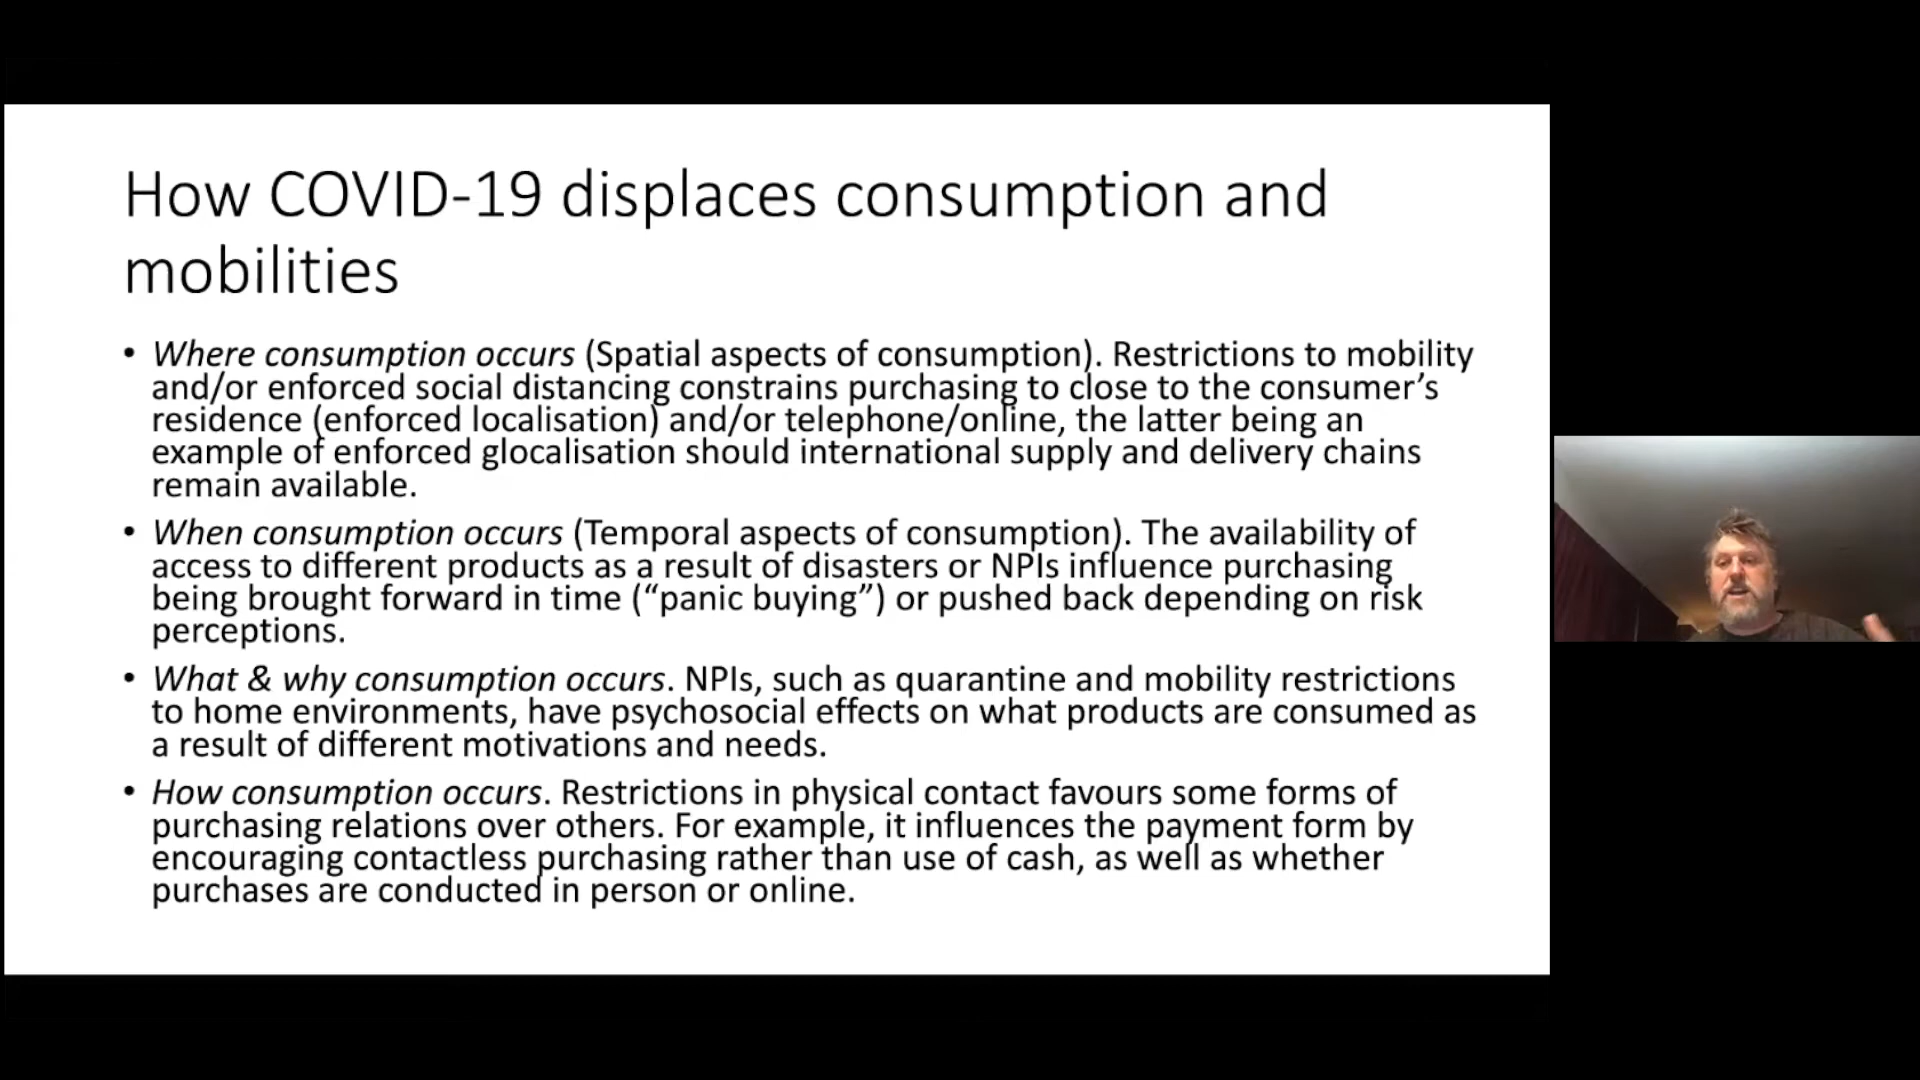 How COVID-19 displaces consumption and
mobilities
• Where consumption occurs (Spatial aspects of consumption). Restrictions to mobility
and/or enforced social distancing constrains purchasing to close to the consumer’s
residence (enforced localisation) and/or telephone/online, the latter being an
example of enforced glocalisation should international supply and delivery chains
remain available.
• When consumption occurs (Temporal aspects of consumption). The availability of
access to different products as a result of disasters or NPIs influence purchasing
being brought forward in time (“panic buying”) or pushed back depending on risk
perceptions.
• What & why consumption occurs. NPIs, such as quarantine and mobility restrictions
to home environments, have psychosocial effects on what products are consumed as
a result of different motivations and needs.
• How consumption occurs. Restrictions in physical contact favours some forms of
purchasing relations over others. For example, it influences the payment form by
encouraging contactless purchasing rather than use of cash, as well as whether
purchases are conducted in person or online.